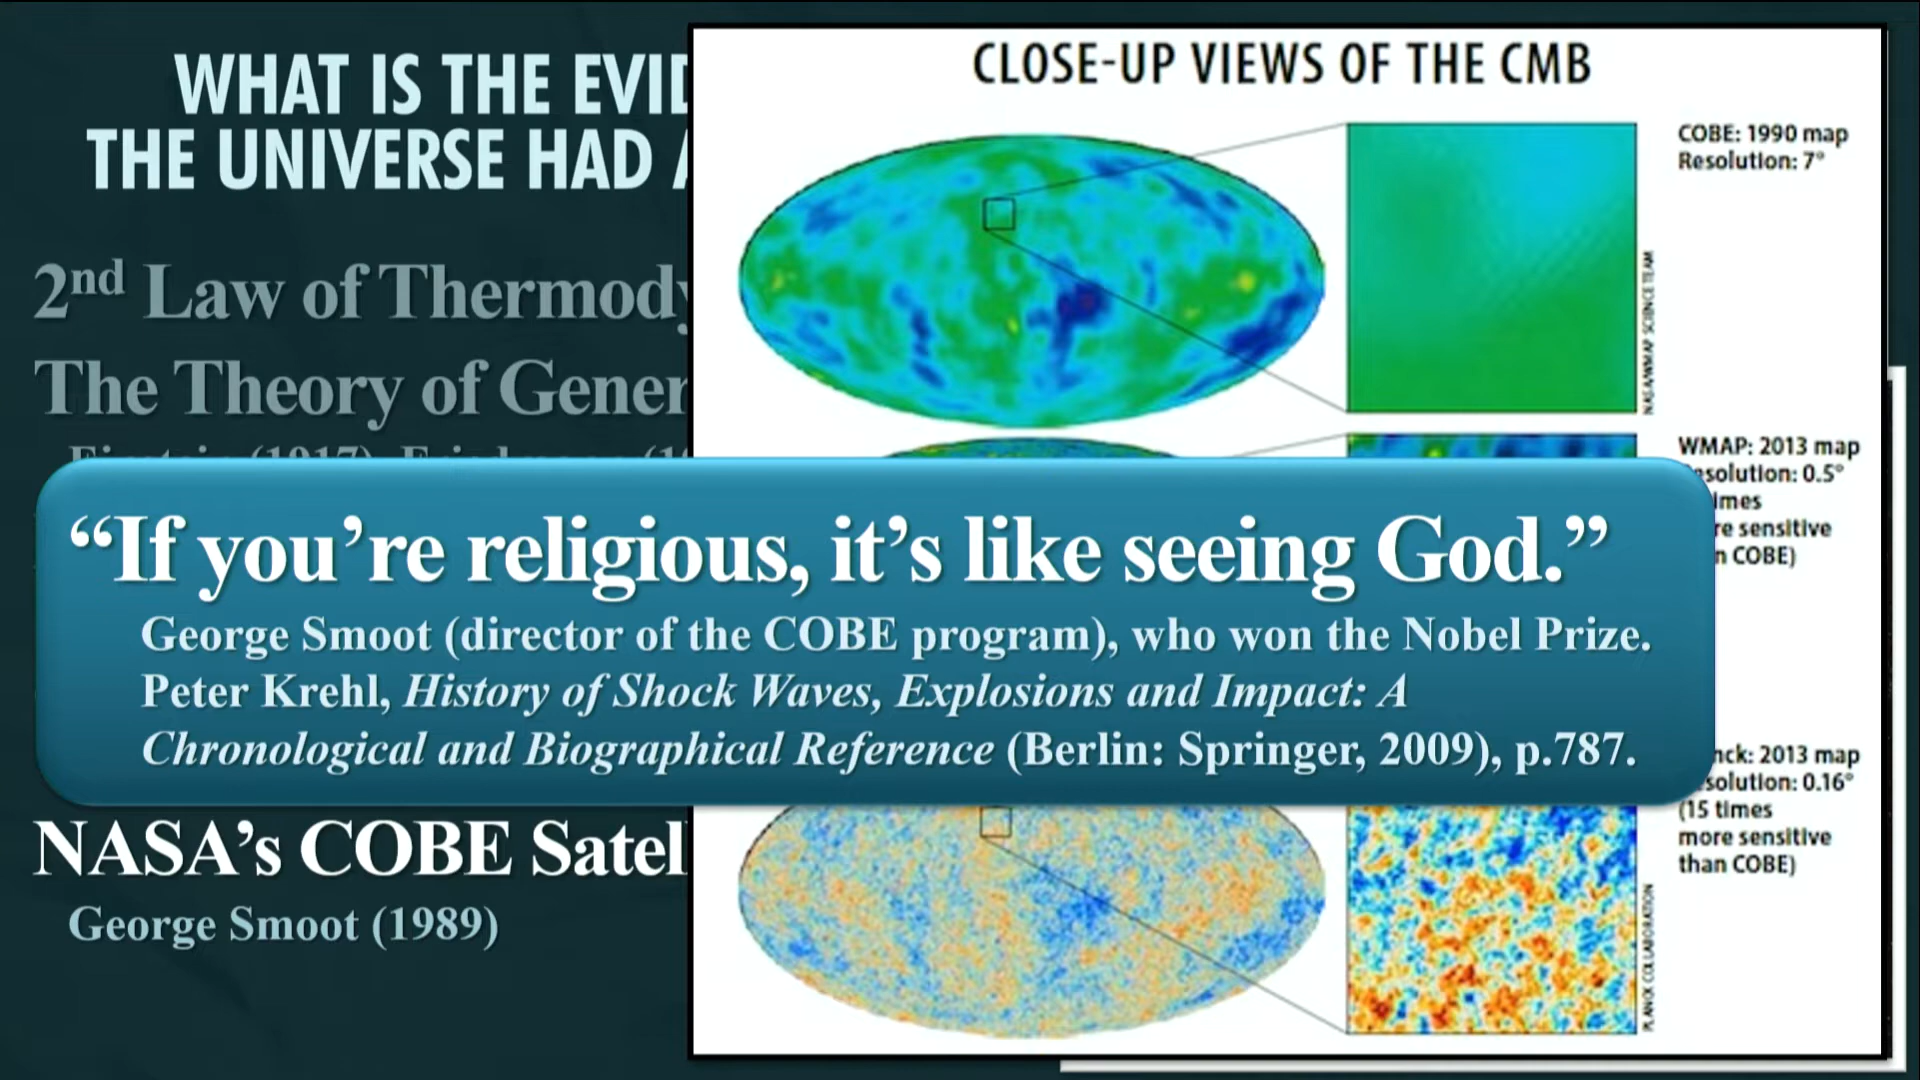 WHAT IS THE EVID
THE UNIVERSE HAD A
2nd Law of Thermody
The Theory of Gener
Einstein (1917), Friedmann (19
CLOSE-UP VIEWS OF THE CMB
COBE: 1990 map
Resolution: 7°
NASA/WMAP SCIENCE TEAM
WMAP: 2013 map
esolution: 0.5°
imes
re sensitive
n COBE)
“If you’re religious, it’s like seeing God.”
George Smoot (director of the COBE program), who won the Nobel Prize.
Peter Krehl, History of Shock Waves, Explosions and Impact: A
Chronological and Biographical Reference (Berlin: Springer, 2009), p.787.
nck: 2013 map
solution: 0.16°
(15 times
more sensitive
than COBE)
PLANCK COLLABORATION
NASA’s COBE Satel
George Smoot (1989)